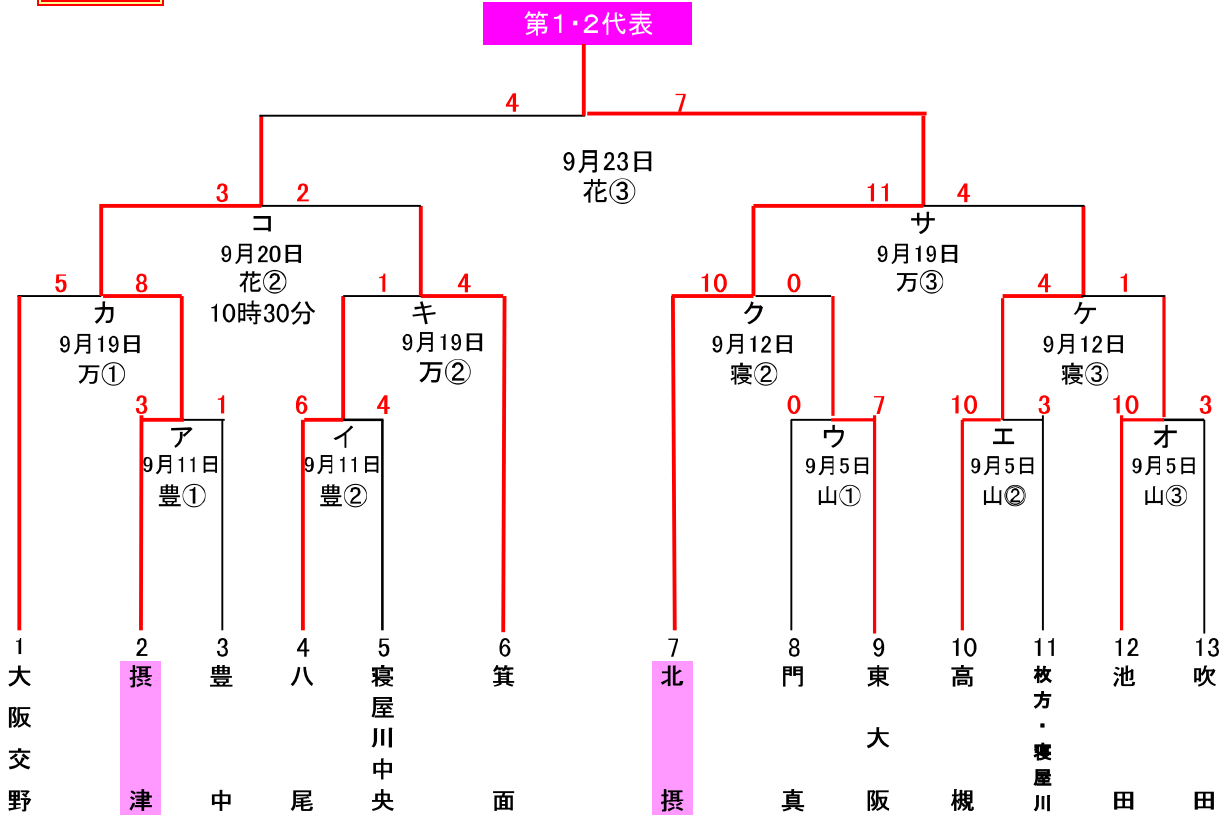 第1・2代表
4 7
9月23日
花③
3 2 11 4
コ サ
9月20日 9月19日
花② 万③
10時30分
5 8 1 4 10 0 4 1
カ キ ク ケ
9月19日 9月19日 9月12日 9月12日
万① 万② 寝② 寝③
3 1 6 4 0 7 10 3 10 3
ア イ ウ エ オ
9月11日 9月11日 9月5日 9月5日 9月5日
豊① 豊② 山① 山② 山③
1 2 3 4 5 6 7 8 9 10 11 12 13
大阪交野
摂津
豊中
八尾
寝屋川中央
箕面
北摂
門真
東大阪
高槻
枚方・寝屋川
池田
吹田